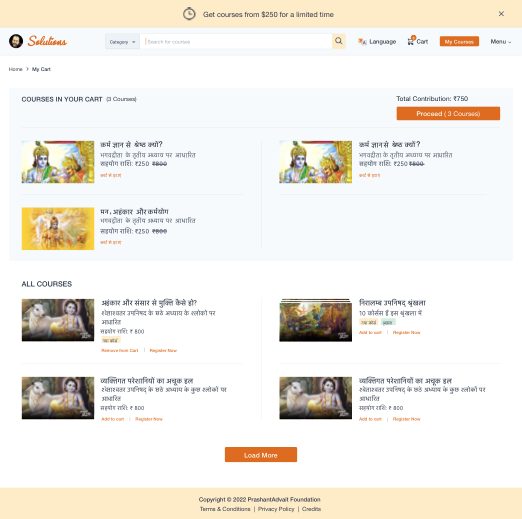 Get courses from $250 for a limited time
Solutions
Category
Search for courses
Language
Cart
My Courses
Menu
Home > My Cart
COURSES IN YOUR CART (3 Courses)
Total Contribution: ₹750
Proceed ( 3 Courses)
कर्म ज्ञान से श्रेष्ठ क्यों?
भगवद्गीता के तृतीय अध्याय पर आधारित
सहयोग राशि: ₹250 ₹800
कार्ट से हटाएं
कर्म ज्ञान से श्रेष्ठ क्यों?
भगवद्गीता के तृतीय अध्याय पर आधारित
सहयोग राशि: ₹250 ₹800
कार्ट से हटाएं
मन, अहंकार और कर्मयोग
भगवद्गीता के तृतीय अध्याय पर आधारित
सहयोग राशि: ₹250 ₹800
कार्ट से हटाएं
ALL COURSES
अहंकार और संसार से मुक्ति कैसे हो?
श्वेताश्वतर उपनिषद के छठे अध्याय के श्लोकों पर
आधारित
सहयोग राशि: ₹ 800
नया कोर्स
Remove from Cart | Register Now
निरालम्ब उपनिषद् श्रृंखला
10 कोर्सेस हैं इस श्रृंखला में
नया कोर्स
Add to cart | Register Now
व्यक्तिगत परेशानियों का अचूक हल
श्वेताश्वतर उपनिषद के छठे अध्याय के कुछ श्लोकों पर
आधारित
सहयोग राशि: ₹ 800
Add to cart | Register Now
व्यक्तिगत परेशानियों का अचूक हल
श्वेताश्वतर उपनिषद के छठे अध्याय के कुछ श्लोकों पर
आधारित
सहयोग राशि: ₹ 800
Add to cart | Register Now
Load More
Copyright © 2022 PrashantAdvait Foundation
Terms & Conditions | Privacy Policy | Credits